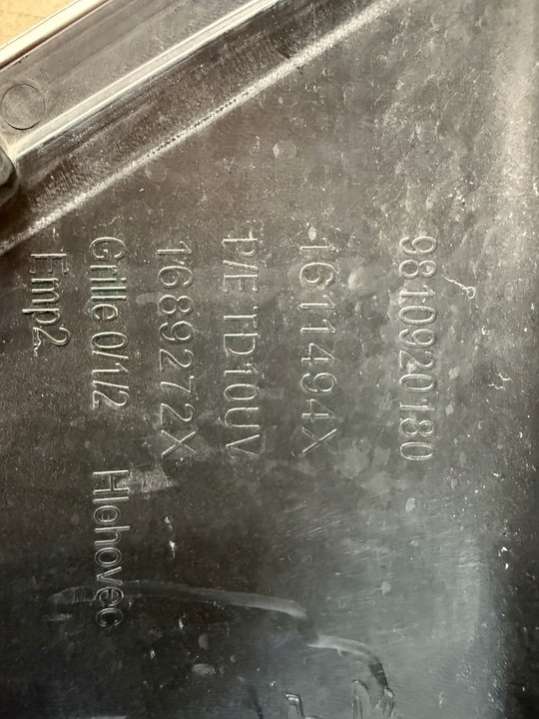 9810920180
1611494X
P/E TD10UV
1689272X
Grille 0/1/2 Hlohovec
Emp2